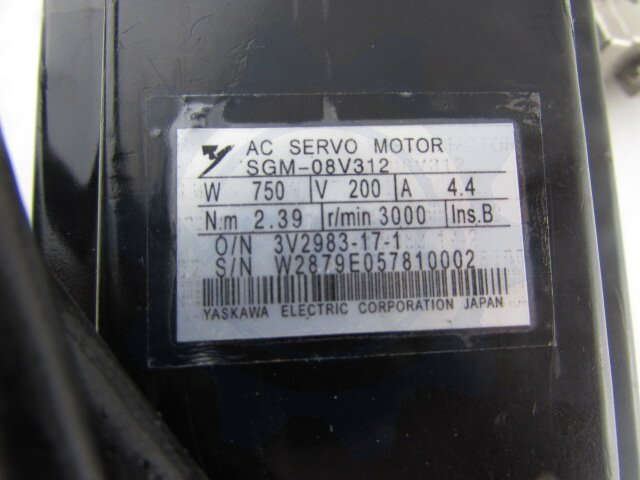 AC SERVO MOTOR
SGM-08V312
W 750 V 200 A 4.4
N.m 2.39 r/min 3000 Ins.B
O/N 3V2983-17-1
S/N W2879E057810002
YASKAWA ELECTRIC CORPORATION JAPAN